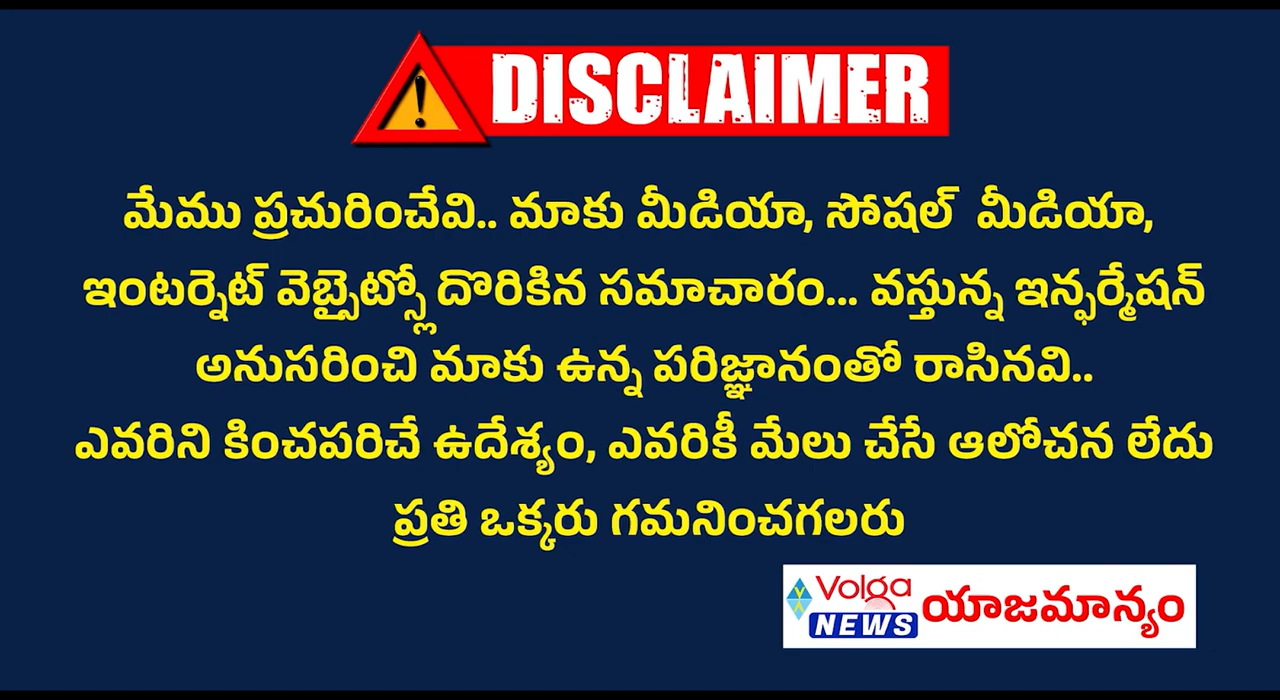 DISCLAIMER
మేము ప్రచురించేవి.. మాకు మీడియా, సోషల్ మీడియా,
ఇంటర్నెట్ వెబ్సైట్స్లో దొరికిన సమాచారం... వస్తున్న ఇన్ఫర్మేషన్
అనుసరించి మాకు ఉన్న పరిజ్ఞానంతో రాసినవి..
ఎవరిని కించపరిచే ఉదేశ్యం, ఎవరికీ మేలు చేసే ఆలోచన లేదు
ప్రతి ఒక్కరు గమనించగలరు
Volga
NEWS యాజమాన్యం